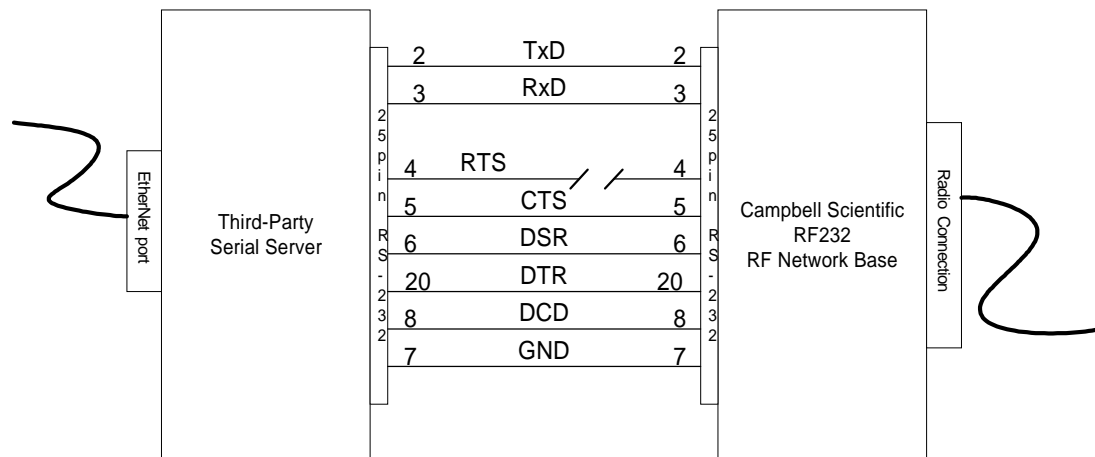 EtherNet port
Third-Party
Serial Server
25pin RS-232
2 TxD 2
3 RxD 3
4 RTS 4
5 CTS 5
6 DSR 6
20 DTR 20
8 DCD 8
7 GND 7
25pin RS-232
Campbell Scientific
RF232
RF Network Base
Radio Connection